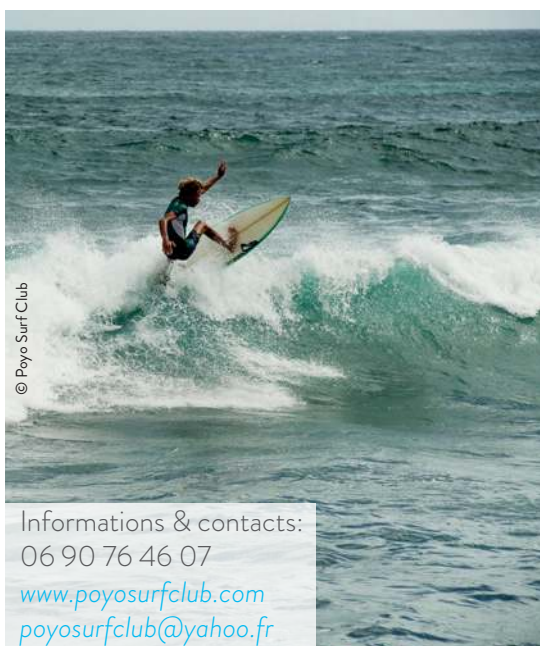 © Poyo Surf Club
Informations & contacts:
06 90 76 46 07
www.poyosurfclub.com
poyosurfclub@yahoo.fr